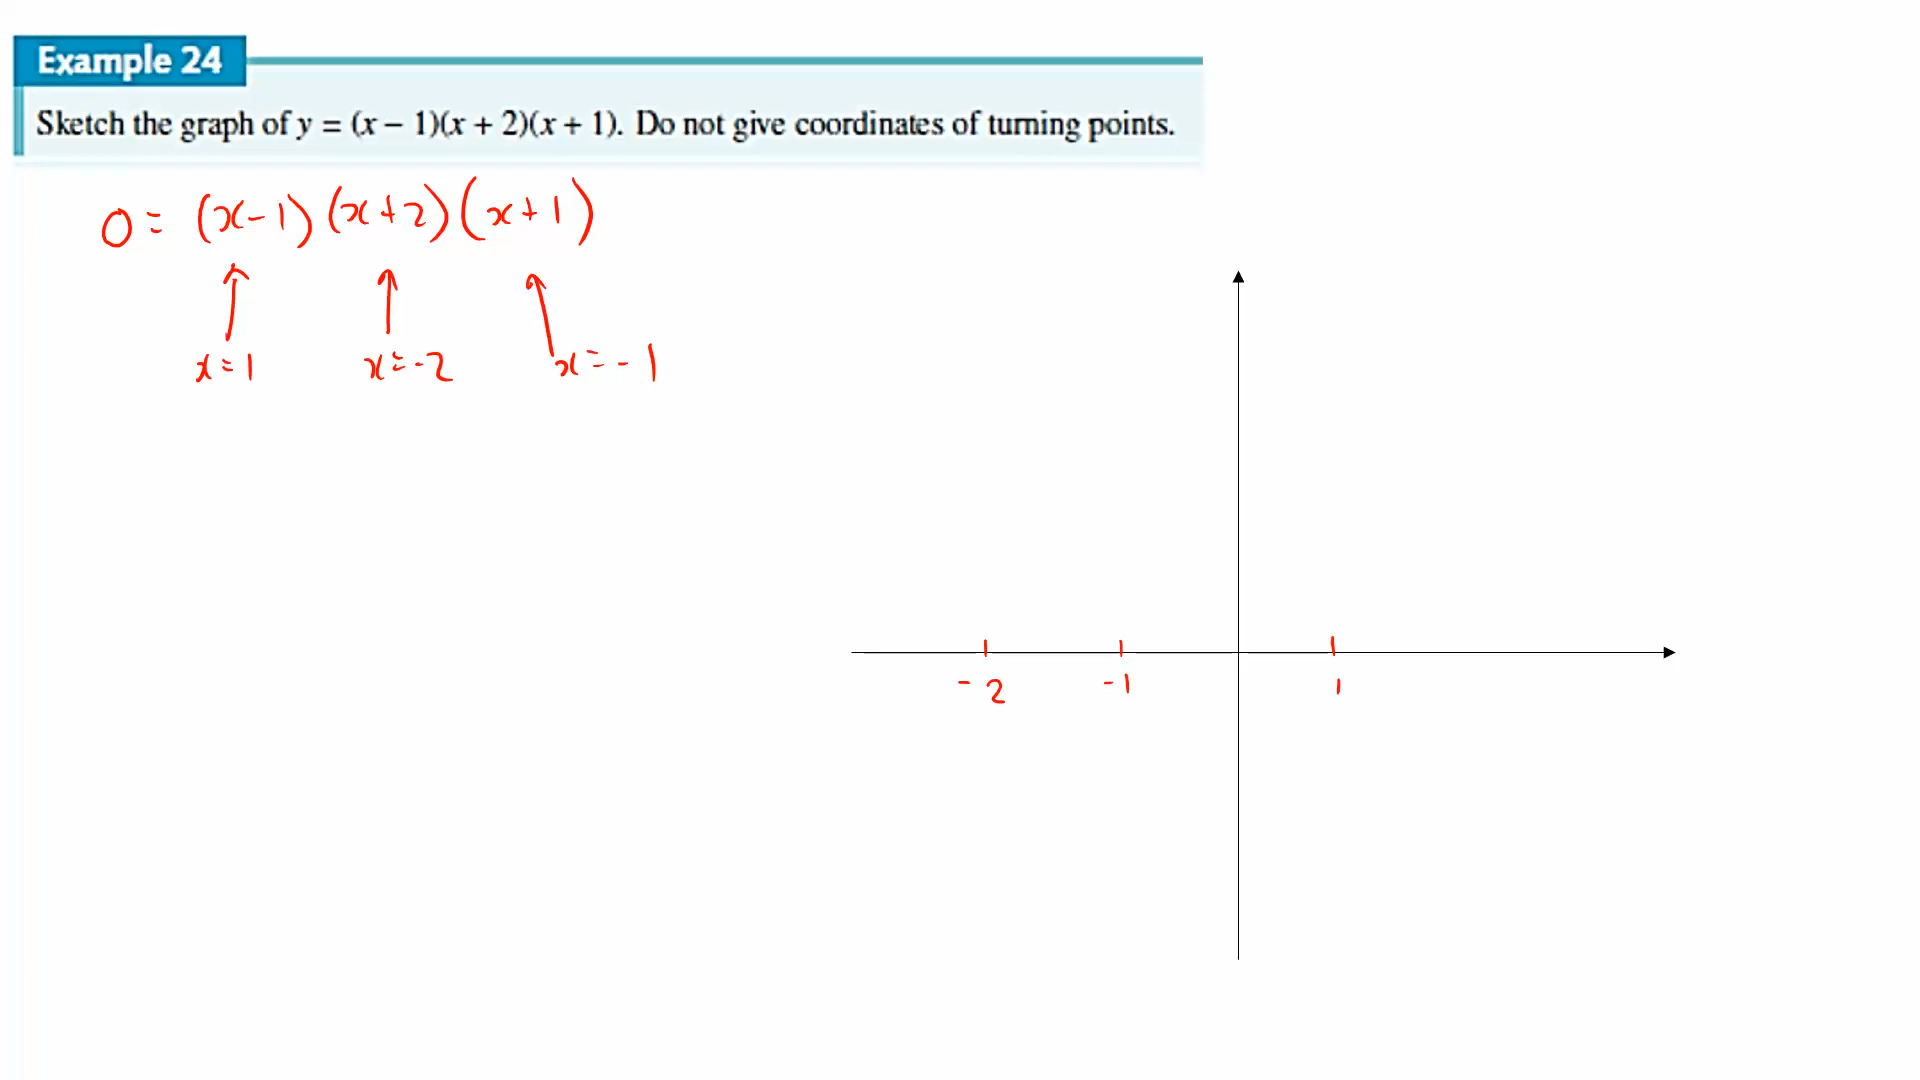 Example 24
Sketch the graph of y = (x – 1)(x + 2)(x + 1). Do not give coordinates of turning points.
0 = (x-1)(x+2)(x+1)
x=1 x=-2 x=-1
-2 -1 1